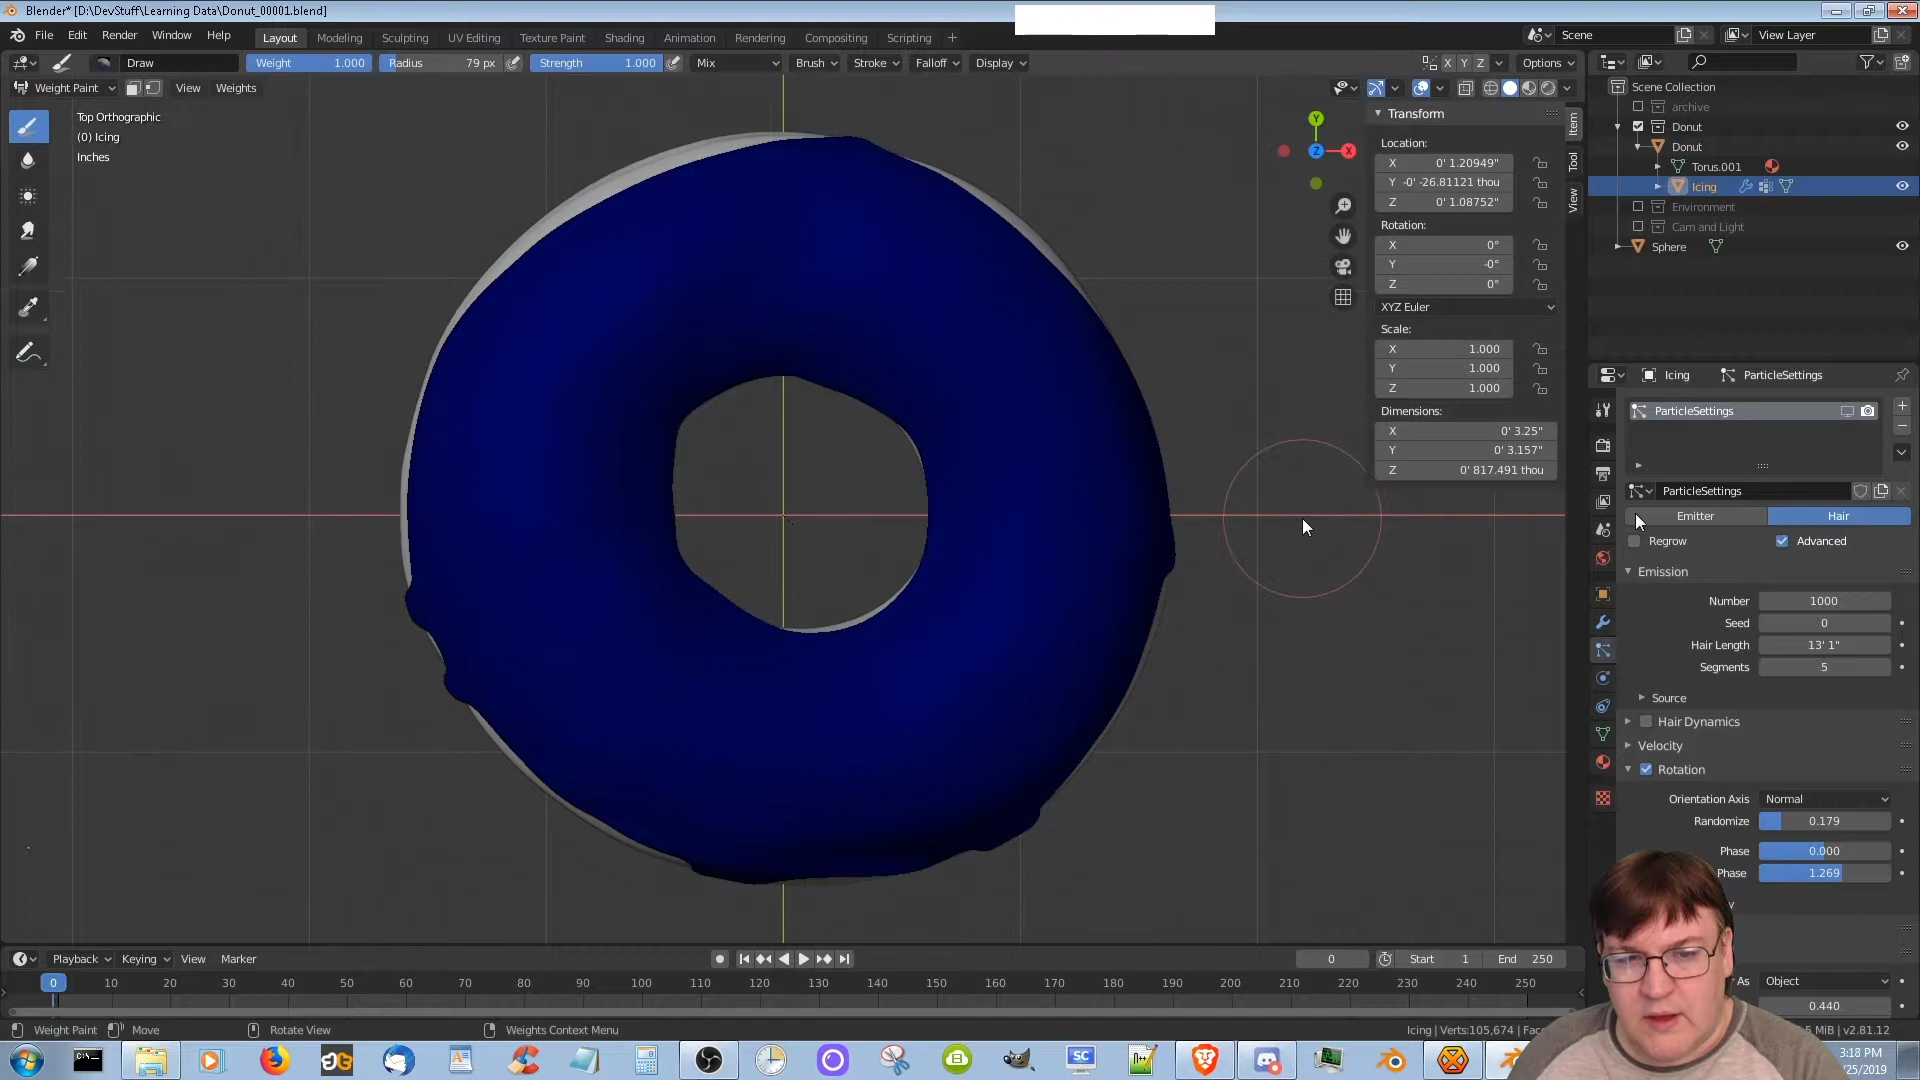 Blender* [D:\DevStuff\Learning Data\Donut_00001.blend]
File Edit Render Window Help Layout Modeling Sculpting UV Editing Texture Paint Shading Animation Rendering Compositing Scripting + Scene View Layer
Draw Weight 1.000 Radius 79 px Strength 1.000 Mix Brush Stroke Falloff Display X Y Z Options
Weight Paint View Weights
Top Orthographic
(0) Icing
Inches
Y
Z
X
Transform
Location:
X 0' 1.20949"
Y -0' -26.81121 thou
Z 0' 1.08752"
Rotation:
X 0°
Y -0°
Z 0°
XYZ Euler
Scale:
X 1.000
Y 1.000
Z 1.000
Dimensions:
X 0' 3.25"
Y 0' 3.157"
Z 0' 817.491 thou
Item
Tool
View
Scene Collection
archive
Donut
Donut
Torus.001
Icing
Environment
Cam and Light
Sphere
Icing ParticleSettings
ParticleSettings
ParticleSettings
Emitter Hair
Regrow Advanced
Emission
Number 1000
Seed 0
Hair Length 13' 1"
Segments 5
Source
Hair Dynamics
Velocity
Rotation
Orientation Axis Normal
Randomize 0.179
Phase 0.000
Phase 1.269
As Object
0.440
Playback Keying View Marker 0 Start 1 End 250
0 10 20 30 40 50 60 70 80 90 100 110 120 130 140 150 160 170 180 190 200 210 220 230 240 250
Weight Paint Move Rotate View Weights Context Menu Icing | Verts:105,674 | MiB | v2.81.12
SC
3:18 PM
/25/2019